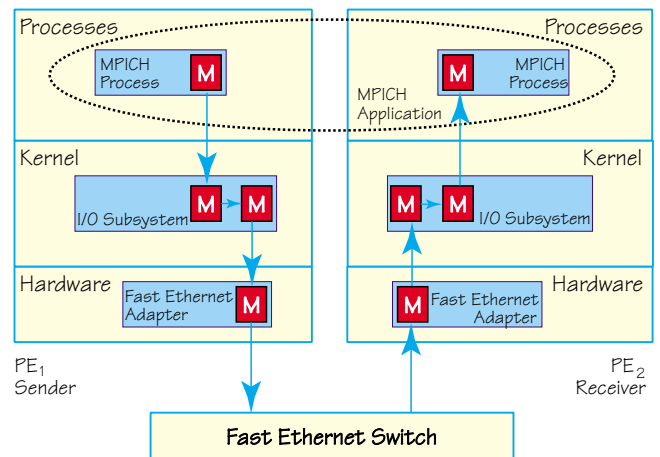 Processes
MPICH
Process
M
Kernel
M
M
I/O Subsystem
Hardware
Fast Ethernet
Adapter
M
PE1
Sender
MPICH
Application
Processes
M
MPICH
Process
Kernel
M
M
I/O Subsystem
Hardware
M
Fast Ethernet
Adapter
PE2
Receiver
Fast Ethernet Switch